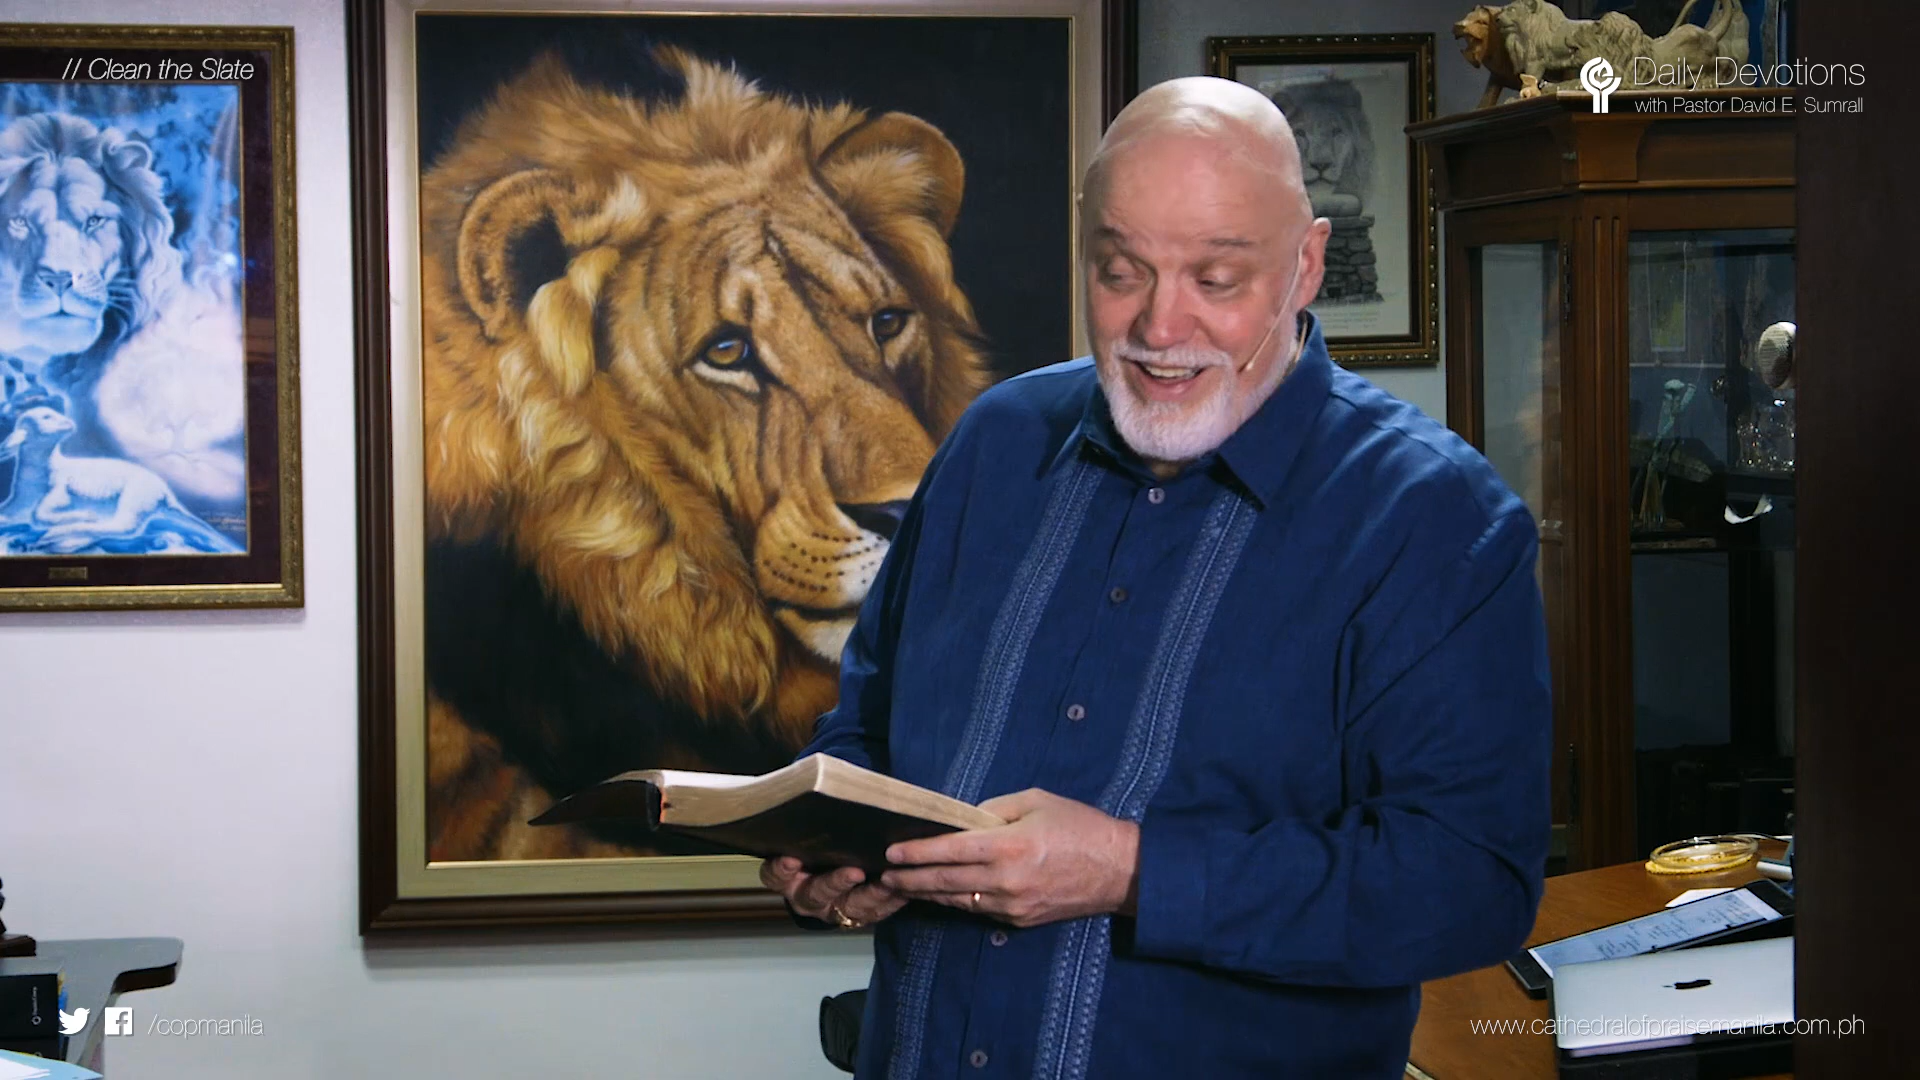 // Clean the Slate
Daily Devotions
with Pastor David E. Sumrall
/copmanila
www.cathedralofpraisemanila.com.ph